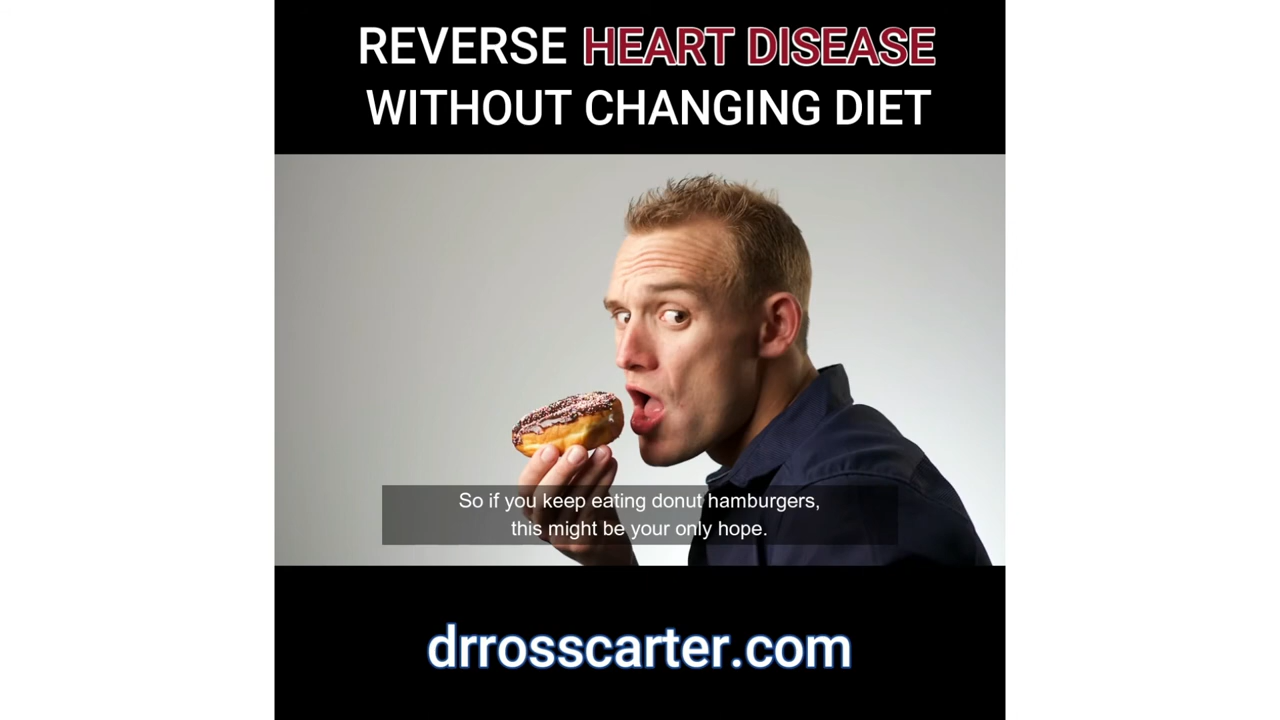 REVERSE HEART DISEASE
WITHOUT CHANGING DIET
So if you keep eating donut hamburgers,
this might be your only hope.
drrosscarter.com